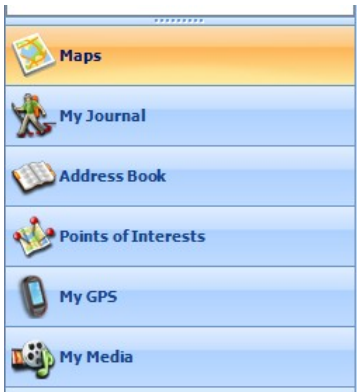 Maps
My Journal
Address Book
Points of Interests
My GPS
My Media